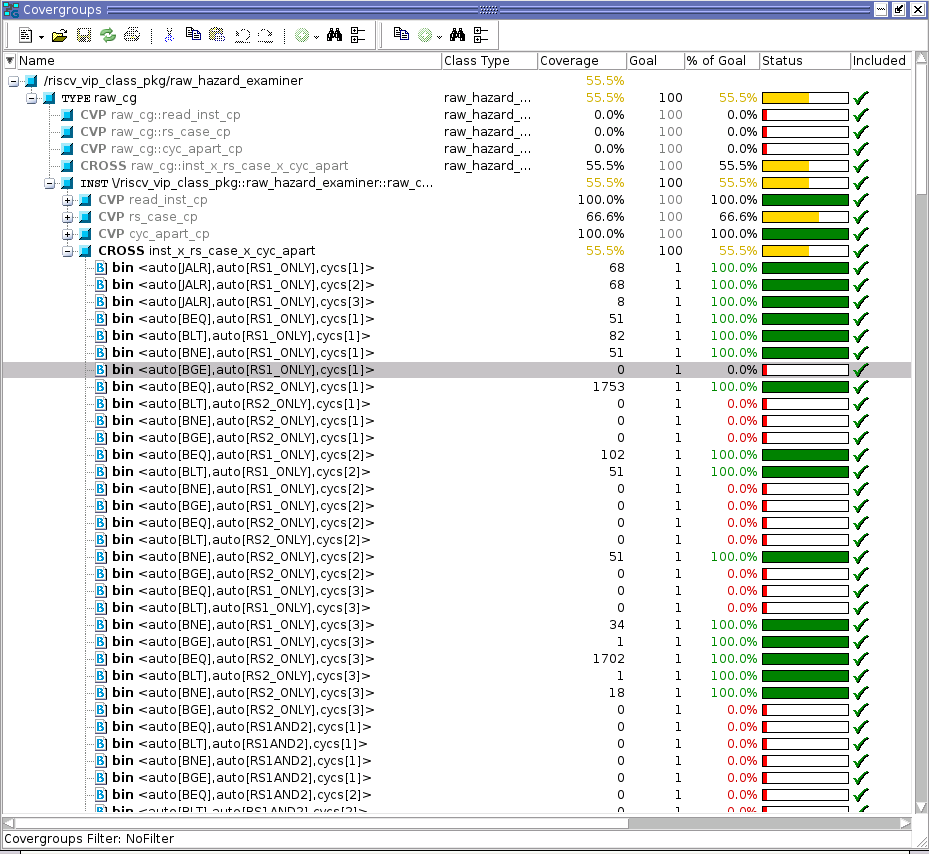 Covergroups
Name Class Type Coverage Goal % of Goal Status Included
/riscv_vip_class_pkg/raw_hazard_examiner 55.5%
TYPE raw_cg raw_hazard_... 55.5% 100 55.5%
CVP raw_cg::read_inst_cp raw_hazard_... 0.0% 100 0.0%
CVP raw_cg::rs_case_cp raw_hazard_... 0.0% 100 0.0%
CVP raw_cg::cyc_apart_cp raw_hazard_... 0.0% 100 0.0%
CROSS raw_cg::inst_x_rs_case_x_cyc_apart raw_hazard_... 55.5% 100 55.5%
INST \/riscv_vip_class_pkg::raw_hazard_examiner::raw_c... 55.5% 100 55.5%
CVP read_inst_cp 100.0% 100 100.0%
CVP rs_case_cp 66.6% 100 66.6%
CVP cyc_apart_cp 100.0% 100 100.0%
CROSS inst_x_rs_case_x_cyc_apart 55.5% 100 55.5%
B bin <auto[JALR],auto[RS1_ONLY],cycs[1]> 68 1 100.0%
B bin <auto[JALR],auto[RS1_ONLY],cycs[2]> 68 1 100.0%
B bin <auto[JALR],auto[RS1_ONLY],cycs[3]> 8 1 100.0%
B bin <auto[BEQ],auto[RS1_ONLY],cycs[1]> 51 1 100.0%
B bin <auto[BLT],auto[RS1_ONLY],cycs[1]> 82 1 100.0%
B bin <auto[BNE],auto[RS1_ONLY],cycs[1]> 51 1 100.0%
B bin <auto[BGE],auto[RS1_ONLY],cycs[1]> 0 1 0.0%
B bin <auto[BEQ],auto[RS2_ONLY],cycs[1]> 1753 1 100.0%
B bin <auto[BLT],auto[RS2_ONLY],cycs[1]> 0 1 0.0%
B bin <auto[BNE],auto[RS2_ONLY],cycs[1]> 0 1 0.0%
B bin <auto[BGE],auto[RS2_ONLY],cycs[1]> 0 1 0.0%
B bin <auto[BEQ],auto[RS1_ONLY],cycs[2]> 102 1 100.0%
B bin <auto[BLT],auto[RS1_ONLY],cycs[2]> 51 1 100.0%
B bin <auto[BNE],auto[RS1_ONLY],cycs[2]> 0 1 0.0%
B bin <auto[BGE],auto[RS1_ONLY],cycs[2]> 0 1 0.0%
B bin <auto[BEQ],auto[RS2_ONLY],cycs[2]> 0 1 0.0%
B bin <auto[BLT],auto[RS2_ONLY],cycs[2]> 0 1 0.0%
B bin <auto[BNE],auto[RS2_ONLY],cycs[2]> 51 1 100.0%
B bin <auto[BGE],auto[RS2_ONLY],cycs[2]> 0 1 0.0%
B bin <auto[BEQ],auto[RS1_ONLY],cycs[3]> 0 1 0.0%
B bin <auto[BLT],auto[RS1_ONLY],cycs[3]> 0 1 0.0%
B bin <auto[BNE],auto[RS1_ONLY],cycs[3]> 34 1 100.0%
B bin <auto[BGE],auto[RS1_ONLY],cycs[3]> 1 1 100.0%
B bin <auto[BEQ],auto[RS2_ONLY],cycs[3]> 1702 1 100.0%
B bin <auto[BLT],auto[RS2_ONLY],cycs[3]> 1 1 100.0%
B bin <auto[BNE],auto[RS2_ONLY],cycs[3]> 18 1 100.0%
B bin <auto[BGE],auto[RS2_ONLY],cycs[3]> 0 1 0.0%
B bin <auto[BEQ],auto[RS1AND2],cycs[1]> 0 1 0.0%
B bin <auto[BLT],auto[RS1AND2],cycs[1]> 0 1 0.0%
B bin <auto[BNE],auto[RS1AND2],cycs[1]> 0 1 0.0%
B bin <auto[BGE],auto[RS1AND2],cycs[1]> 0 1 0.0%
B bin <auto[BEQ],auto[RS1AND2],cycs[2]> 0 1 0.0%
B bin <auto[BLT],auto[RS1AND2],cycs[2]> 0 1 0.0%
Covergroups Filter: NoFilter